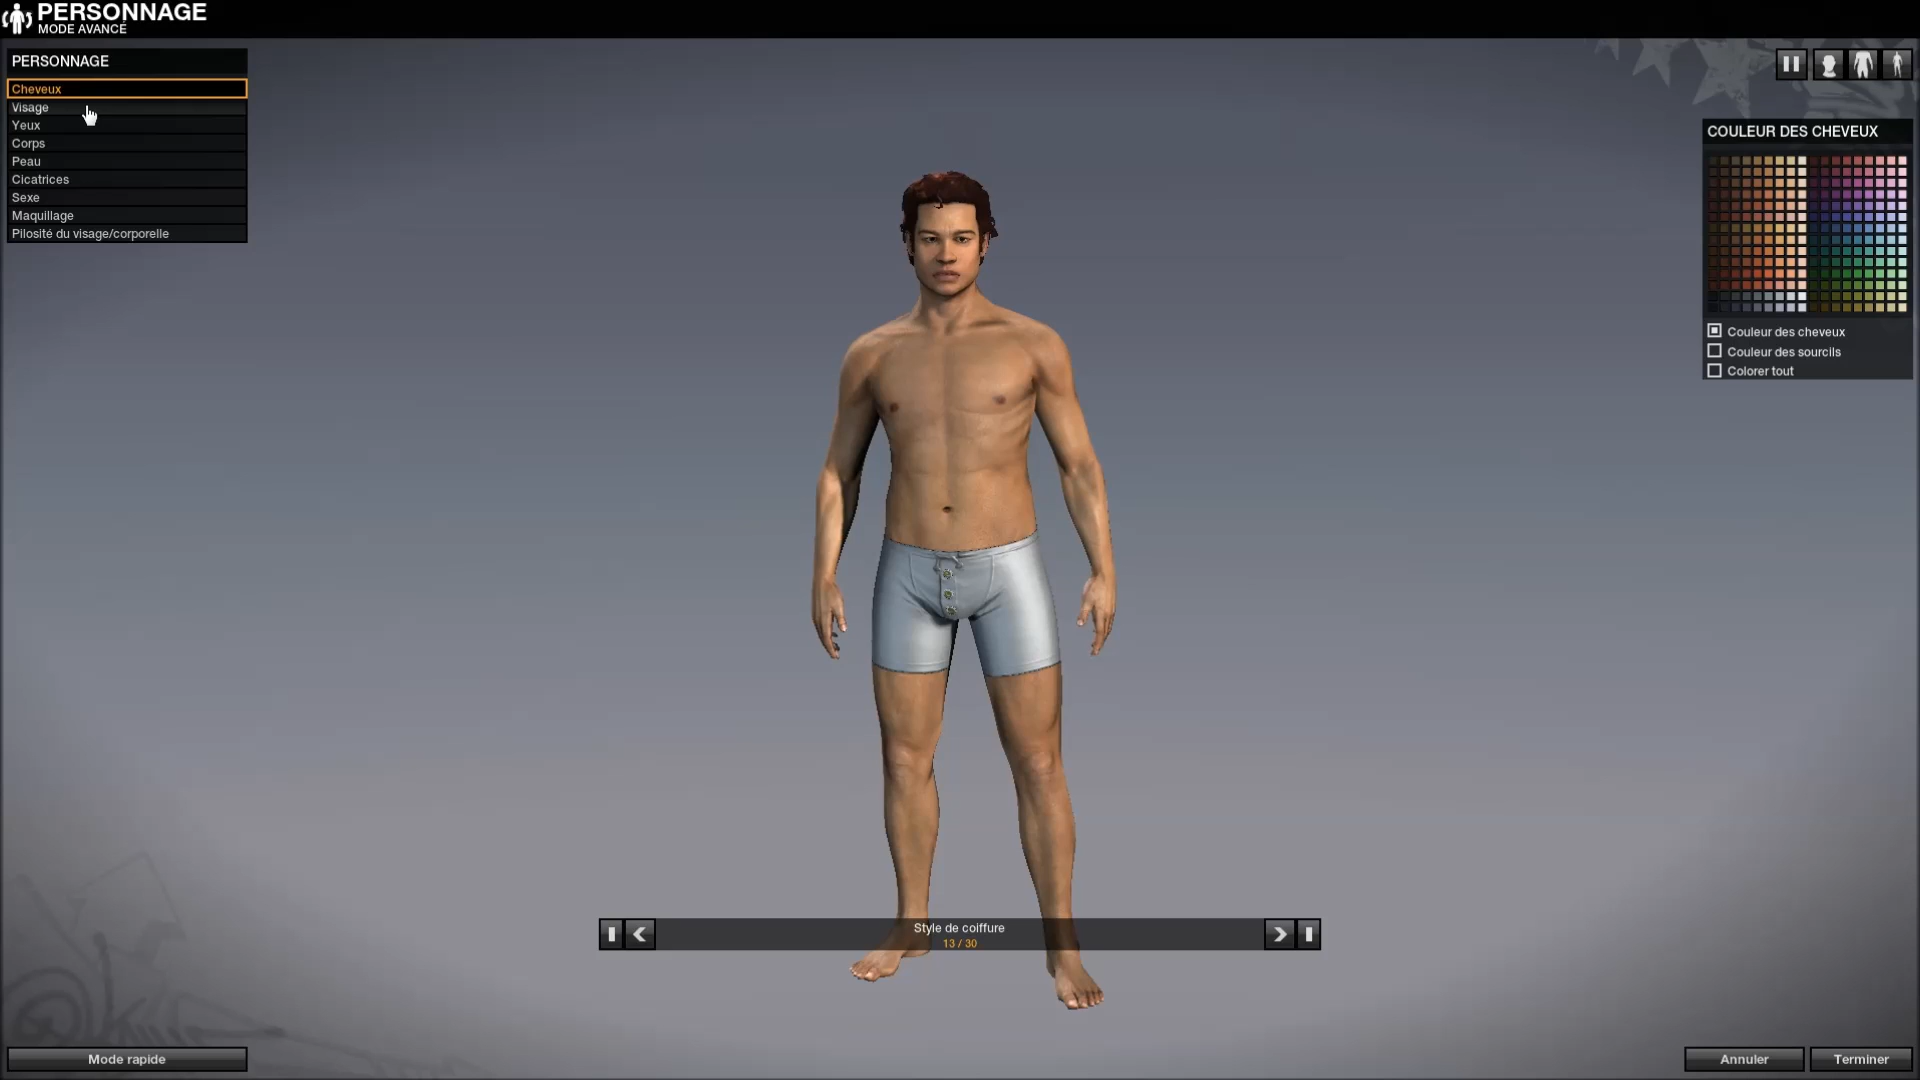 PERSONNAGE
MODE AVANCÉ
PERSONNAGE
Cheveux
Visage
Yeux
Corps
Peau
Cicatrices
Sexe
Maquillage
Pilosité du visage/corporelle
COULEUR DES CHEVEUX
Couleur des cheveux
Couleur des sourcils
Colorer tout
Style de coiffure
13 / 30
Mode rapide
Annuler
Terminer